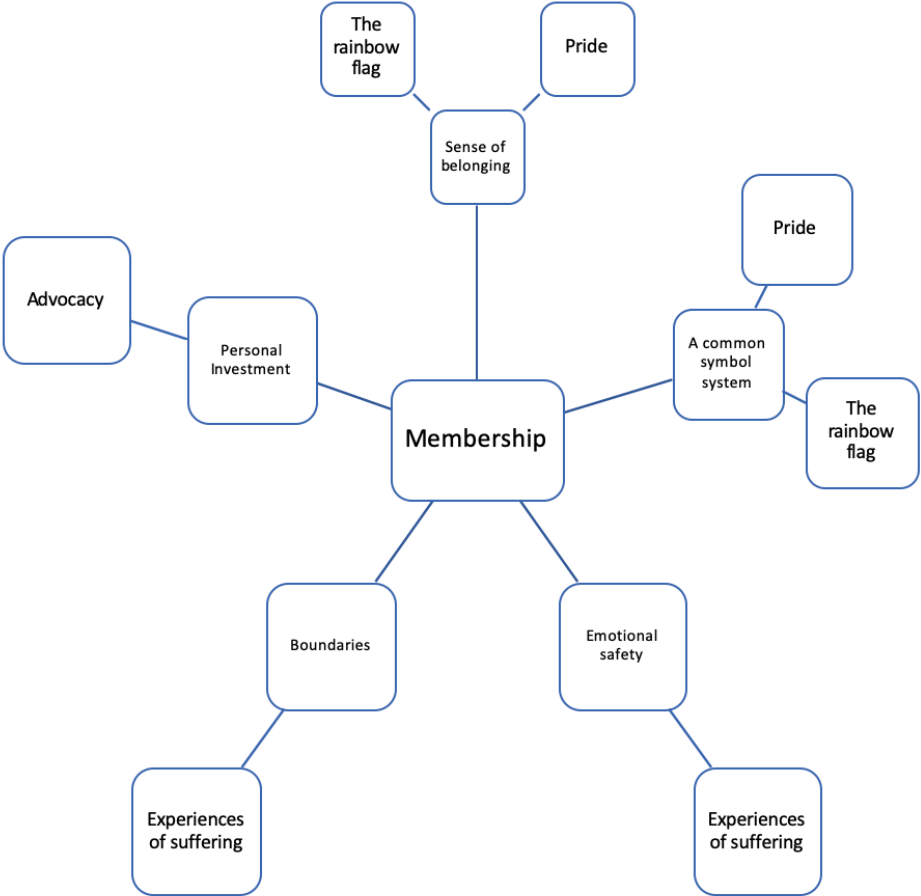 The
rainbow
flag
Pride
Sense of
belonging
Pride
A common
symbol
system
The
rainbow
flag
Advocacy
Personal
Investment
Membership
Boundaries
Emotional
safety
Experiences
of suffering
Experiences
of suffering